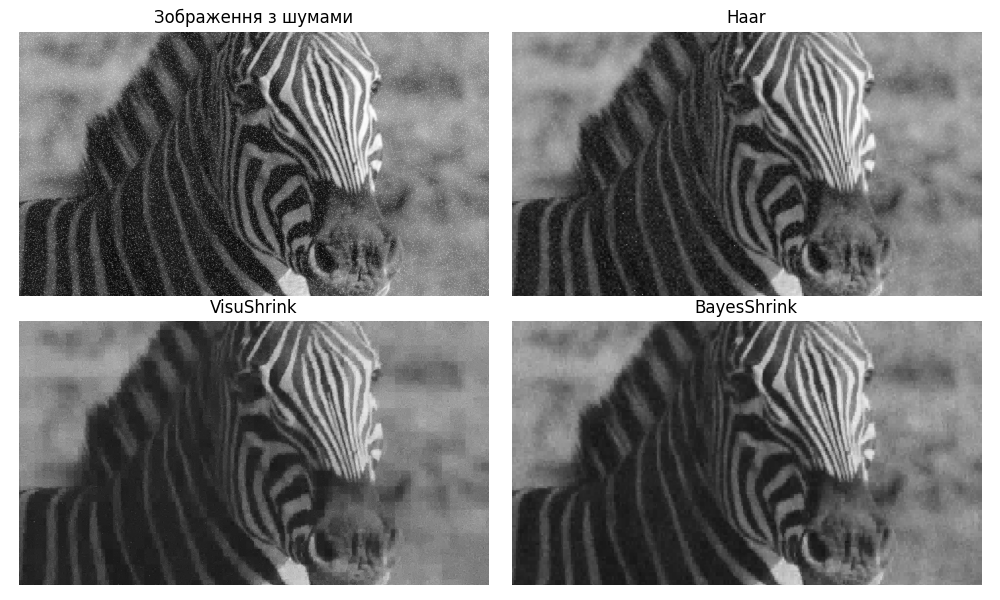 Зображення з шумами
Haar
VisuShrink
BayesShrink